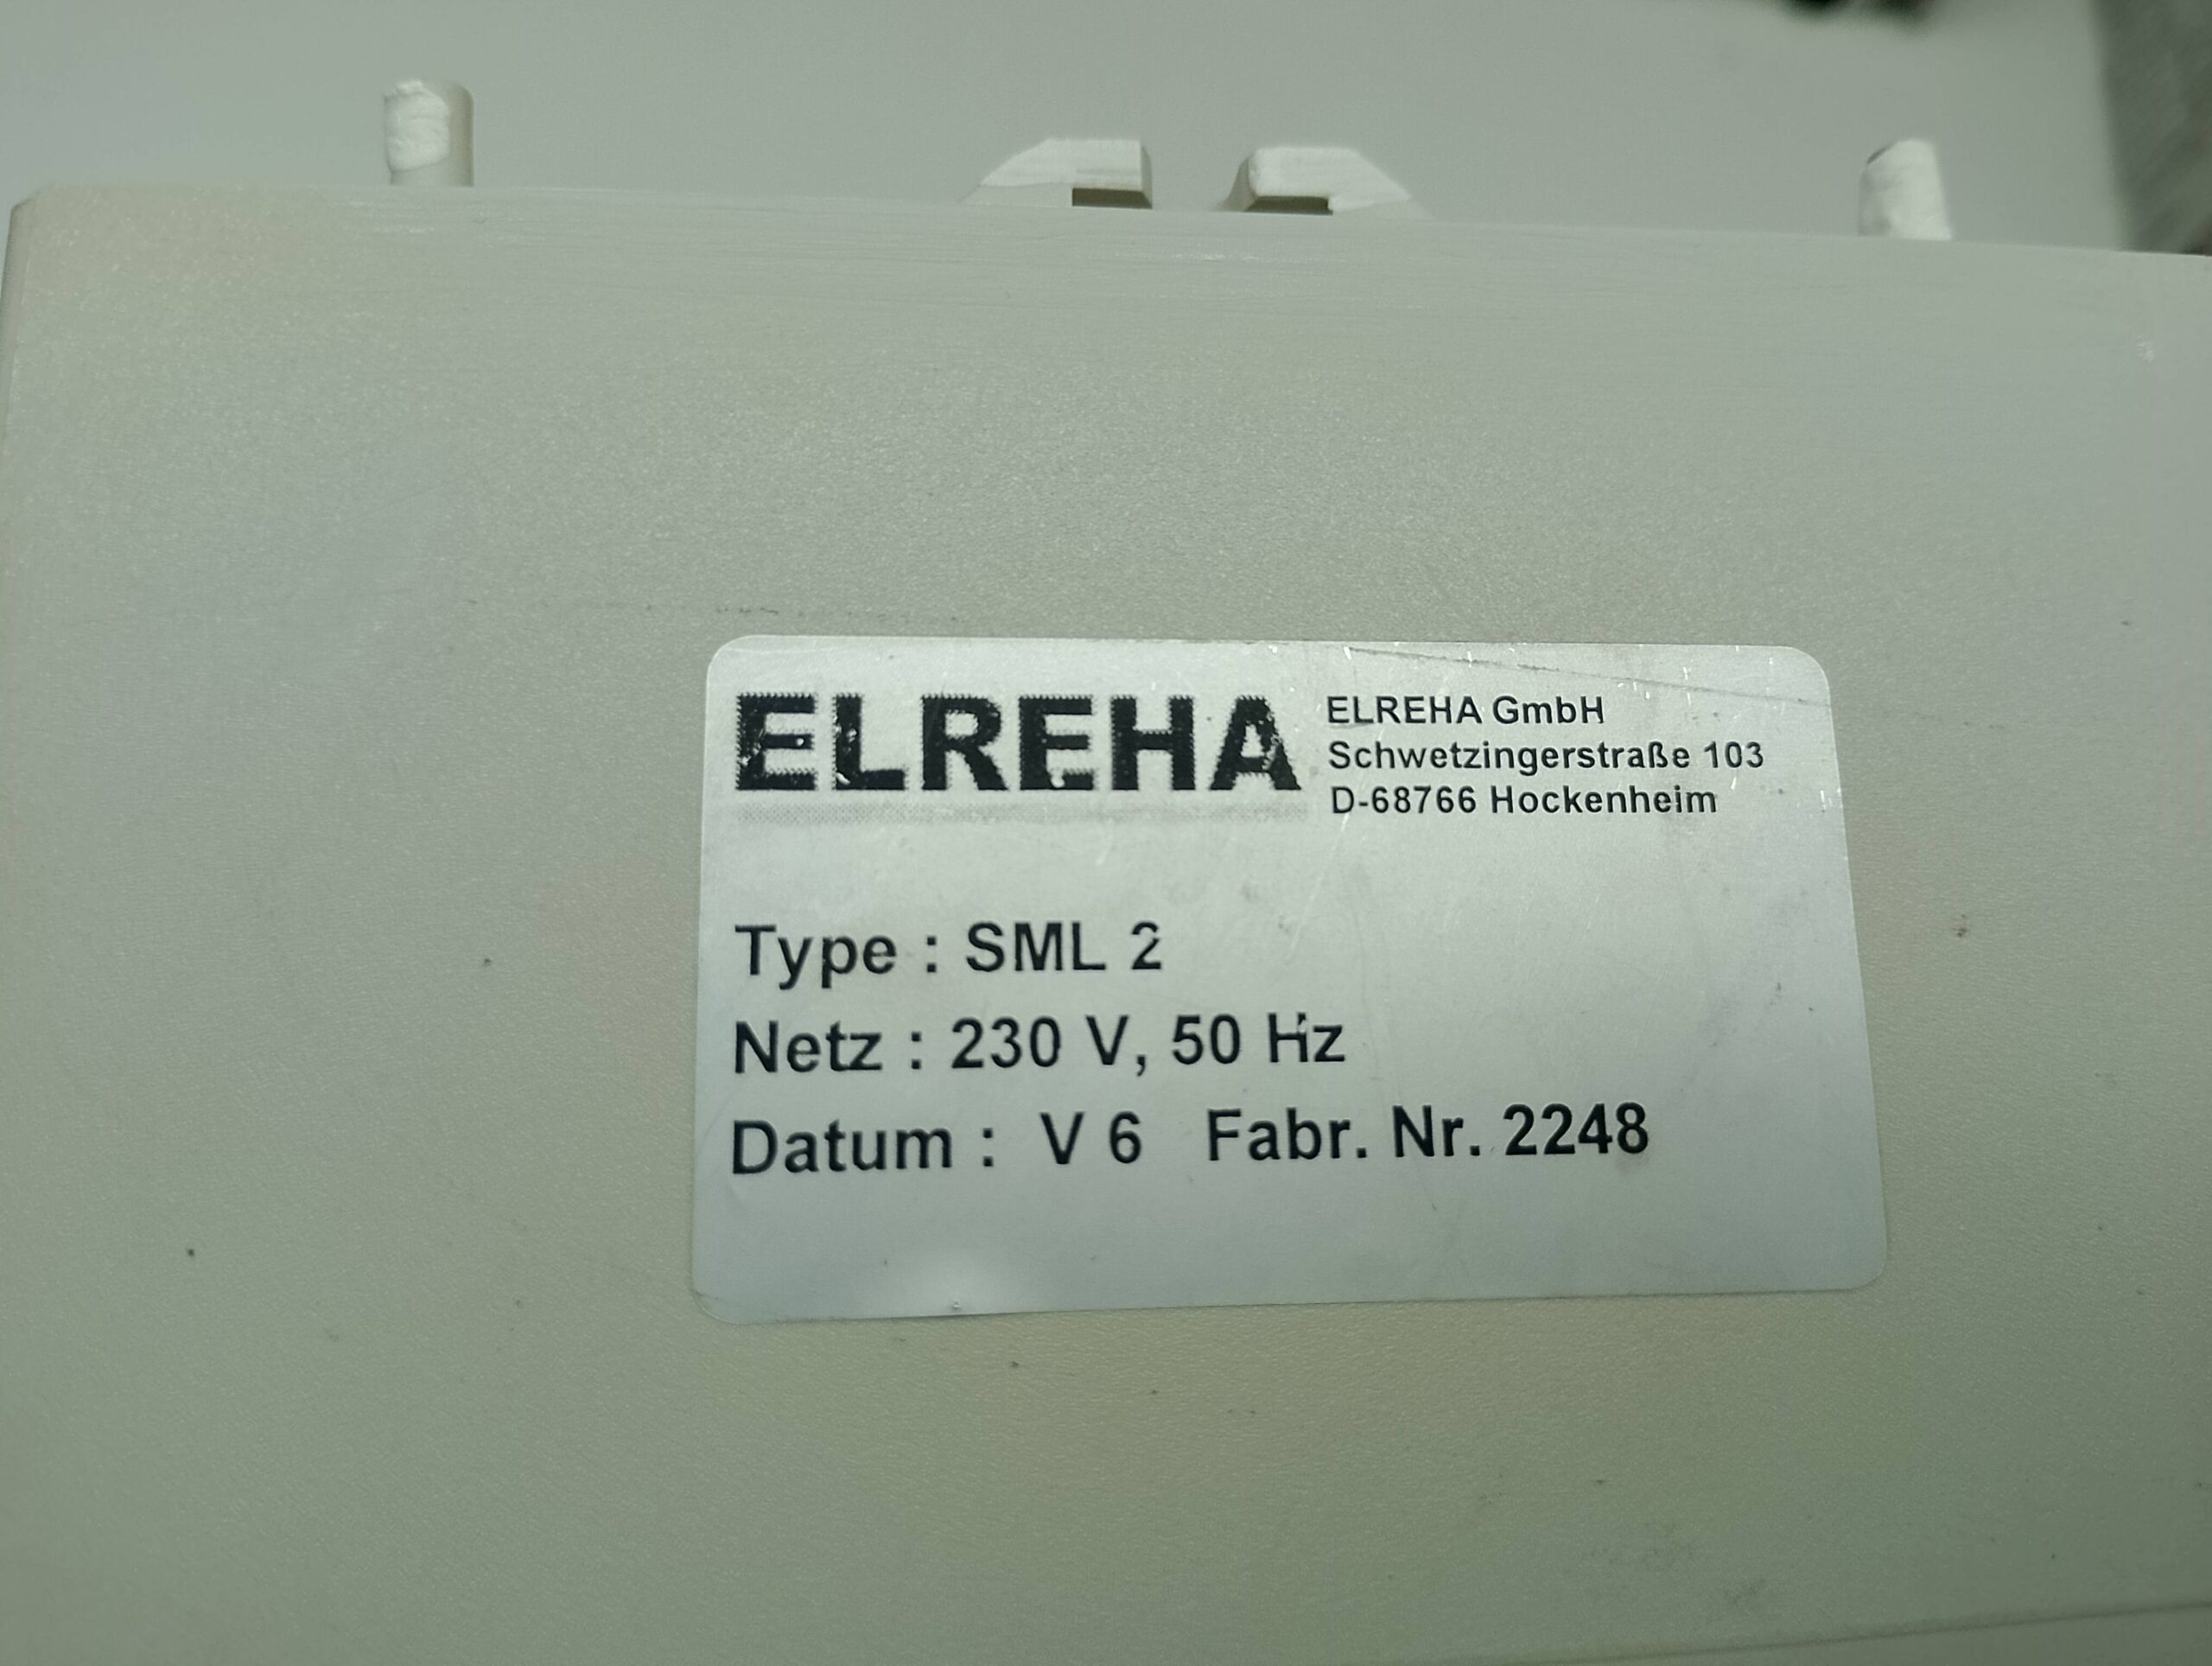 ELREHA
ELREHA GmbH
Schwetzingerstraße 103
D-68766 Hockenheim
Type : SML 2
Netz : 230 V, 50 Hz
Datum : V 6 Fabr. Nr. 2248